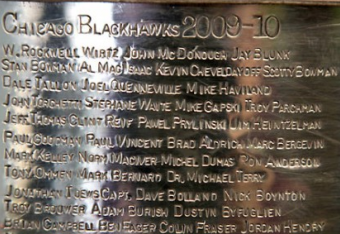 CHICAGO BLACKHAWKS 2009-10
W. ROCKWELL WIRTZ JOHN MCDONOUGH JAY BLUNK
STAN BOWMAN AL MACISAAC KEVIN CHEVELDAYOFF SCOTTY BOWMAN
DALE TALLON JOEL QUENNEVILLE MIKE HAVILAND
JOHN TORCHETTI STEPHANE WAITE MIKE GAPSKI TROY PARCHMAN
JEFF THOMAS CLINT REIF PAWEL PRYLINSKI JIM HEINTZELMAN
PAUL GOODMAN PAUL VINCENT BRAD ALDRICH MARC BERGEVIN
MARK KELLEY NORM MACIVER MICHEL DUMAS RON ANDERSON
TONY OMMEN MARK BERNARD DR. MICHAEL TERRY
JONATHAN TOEWS CAPT. DAVE BOLLAND NICK BOYNTON
TROY BROUWER ADAM BURISH DUSTIN BYFUGLIEN
BRIAN CAMPBELL BEN EAGER COLIN FRASER JORDAN HENDRY